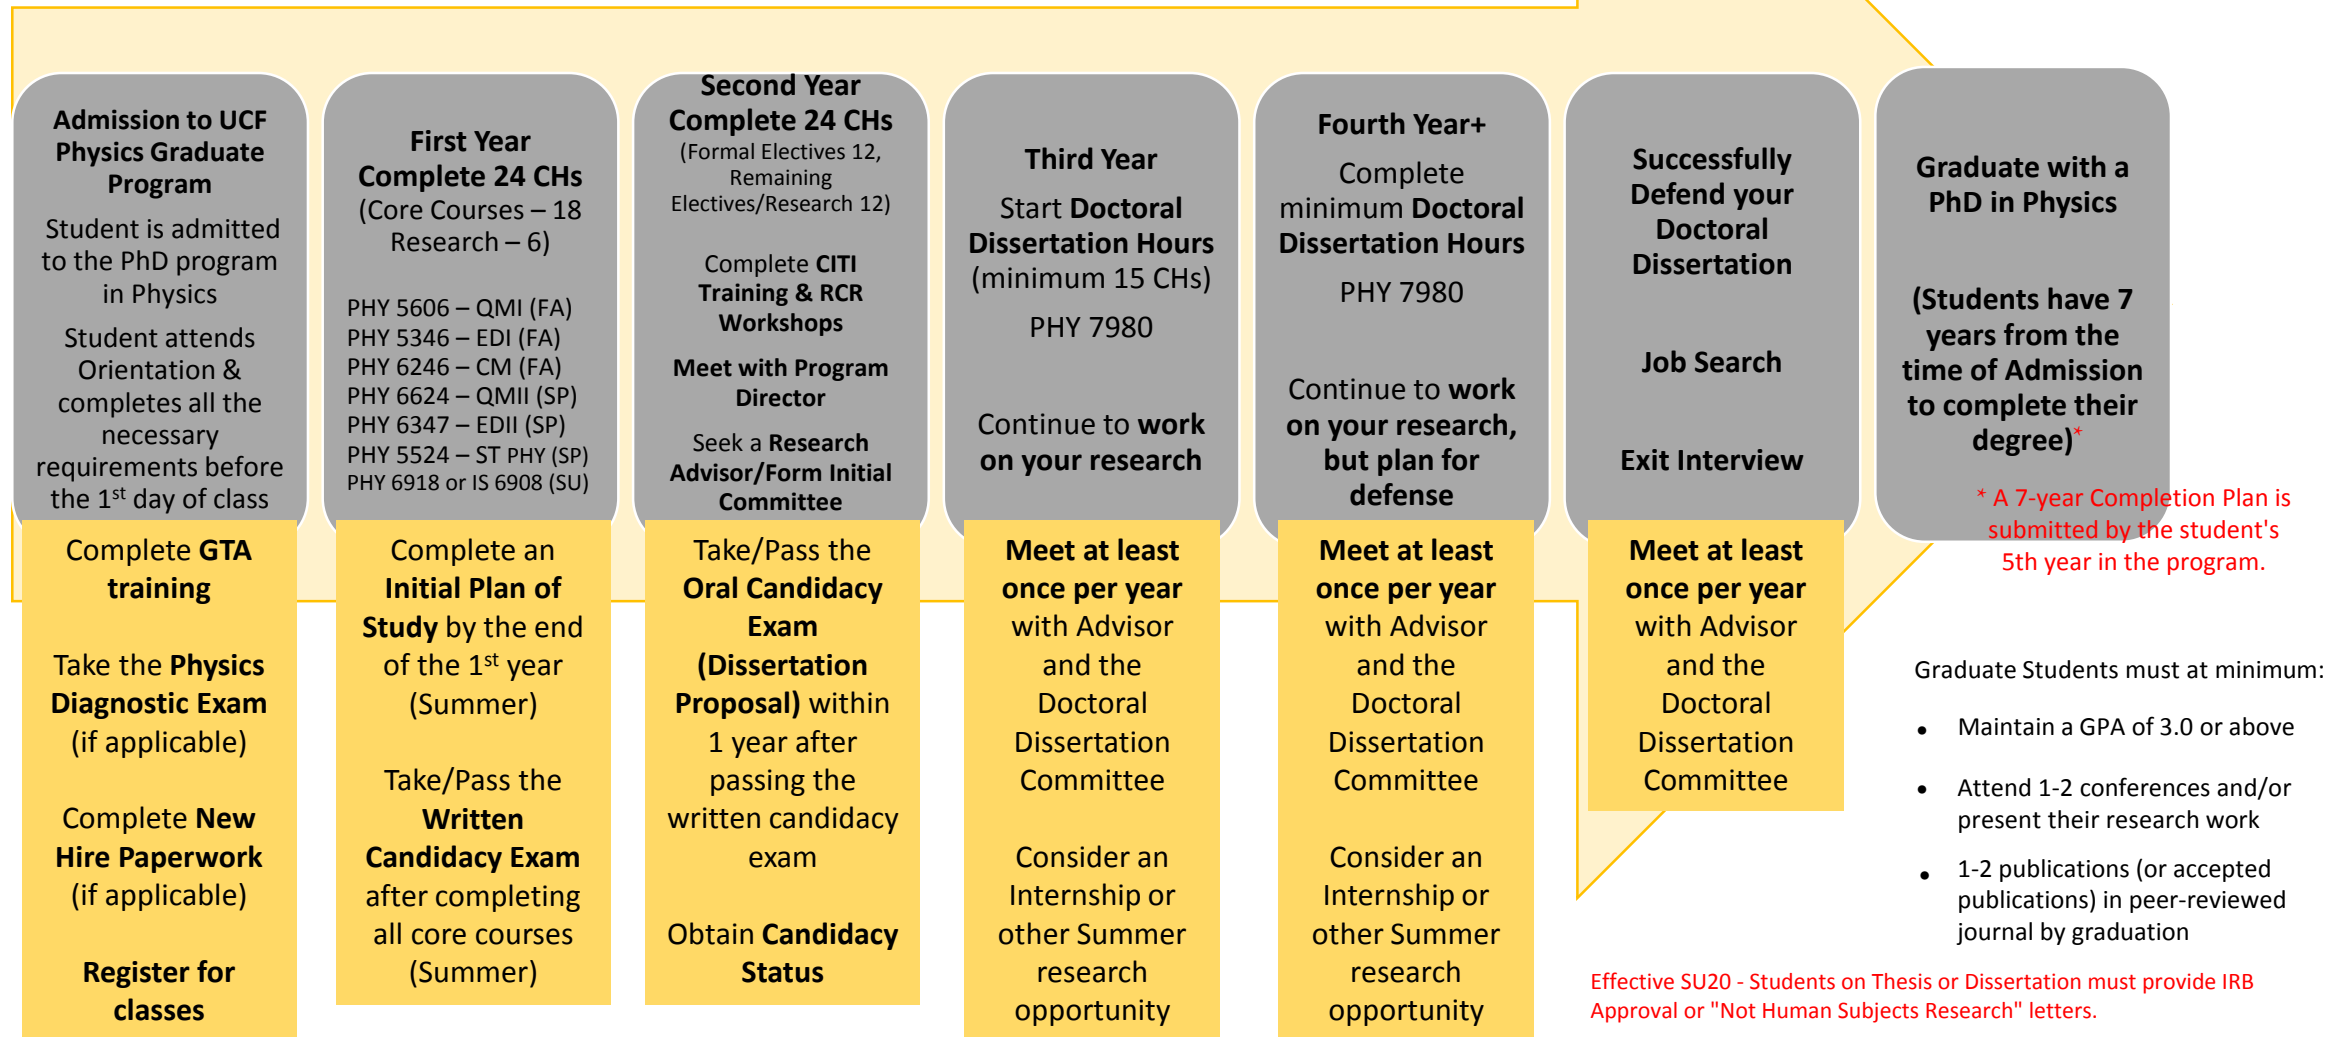 Admission to UCF
Physics Graduate
Program
Student is admitted
to the PhD program
in Physics
Student attends
Orientation &
completes all the
necessary
requirements before
the 1st day of class
Complete GTA
training
Take the Physics
Diagnostic Exam
(if applicable)
Complete New
Hire Paperwork
(if applicable)
Register for
classes
First Year
Complete 24 CHs
(Core Courses – 18
Research – 6)
PHY 5606 – QMI (FA)
PHY 5346 – EDI (FA)
PHY 6246 – CM (FA)
PHY 6624 – QMII (SP)
PHY 6347 – EDII (SP)
PHY 5524 – ST PHY (SP)
PHY 6918 or IS 6908 (SU)
Complete an
Initial Plan of
Study by the end
of the 1st year
(Summer)
Take/Pass the
Written
Candidacy Exam
after completing
all core courses
(Summer)
Second Year
Complete 24 CHs
(Formal Electives 12,
Remaining
Electives/Research 12)
Complete CITI
Training & RCR
Workshops
Meet with Program
Director
Seek a Research
Advisor/Form Initial
Committee
Take/Pass the
Oral Candidacy
Exam
(Dissertation
Proposal) within
1 year after
passing the
written candidacy
exam
Obtain Candidacy
Status
Third Year
Start Doctoral
Dissertation Hours
(minimum 15 CHs)
PHY 7980
Continue to work
on your research
Meet at least
once per year
with Advisor
and the
Doctoral
Dissertation
Committee
Consider an
Internship or
other Summer
research
opportunity
Fourth Year+
Complete
minimum Doctoral
Dissertation Hours
PHY 7980
Continue to work
on your research,
but plan for
defense
Meet at least
once per year
with Advisor
and the
Doctoral
Dissertation
Committee
Consider an
Internship or
other Summer
research
opportunity
Successfully
Defend your
Doctoral
Dissertation
Job Search
Exit Interview
Meet at least
once per year
with Advisor
and the
Doctoral
Dissertation
Committee
Graduate with a
PhD in Physics
(Students have 7
years from the
time of Admission
to complete their
degree)*
* A 7-year Completion Plan is
submitted by the student's
5th year in the program.
Graduate Students must at minimum:
• Maintain a GPA of 3.0 or above
• Attend 1-2 conferences and/or
present their research work
• 1-2 publications (or accepted
publications) in peer-reviewed
journal by graduation
Effective SU20 - Students on Thesis or Dissertation must provide IRB
Approval or "Not Human Subjects Research" letters.